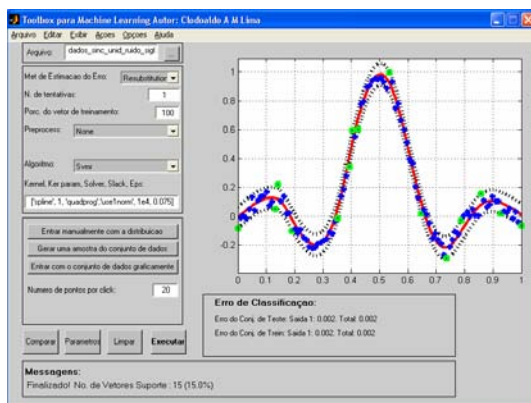 Toolbox para Machine Learning Autor: Clodoaldo A M Lima
Arquivo Editar Exibir Açoes Opçoes Ajuda
Arquivo: dados_sinc_unid_ruido_sigl ...
Met de Estimacao do Erro: Resubstitution
N. de tentativas: 1
Porc. do vetor de treinamento: 100
Preprocess: None
Algoritmo: Svex
Kernel, Ker param, Solver, Slack, Eps:
['spline', 1, 'quadprog','use1norm', 1e4, 0.075]
Entrar manualmente com a distribuicao
Gerar uma amostra do conjunto de dados
Entrar com o conjunto de dados graficamente
Numero de pontos por click: 20
Comparar Parametros Limpar Executar
1
0.8
0.6
0.4
0.2
0
-0.2
0 0.1 0.2 0.3 0.4 0.5 0.6 0.7 0.8 0.9 1
Erro de Classificaçao:
Erro do Conj. de Teste: Saida 1: 0.002. Total: 0.002
Erro do Conj. de Trein: Saida 1: 0.002. Total: 0.002
Messagens:
Finalizado! No. de Vetores Suporte : 15 (15.0%)